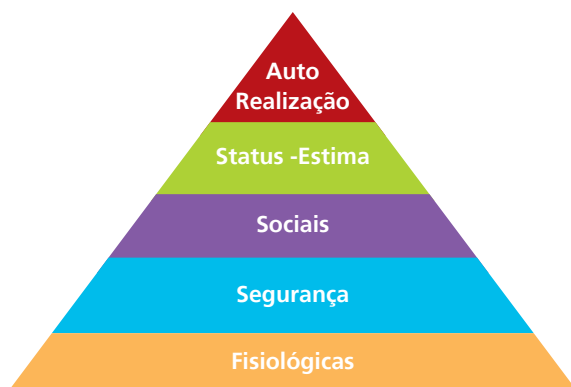 Auto
Realização
Status -Estima
Sociais
Segurança
Fisiológicas